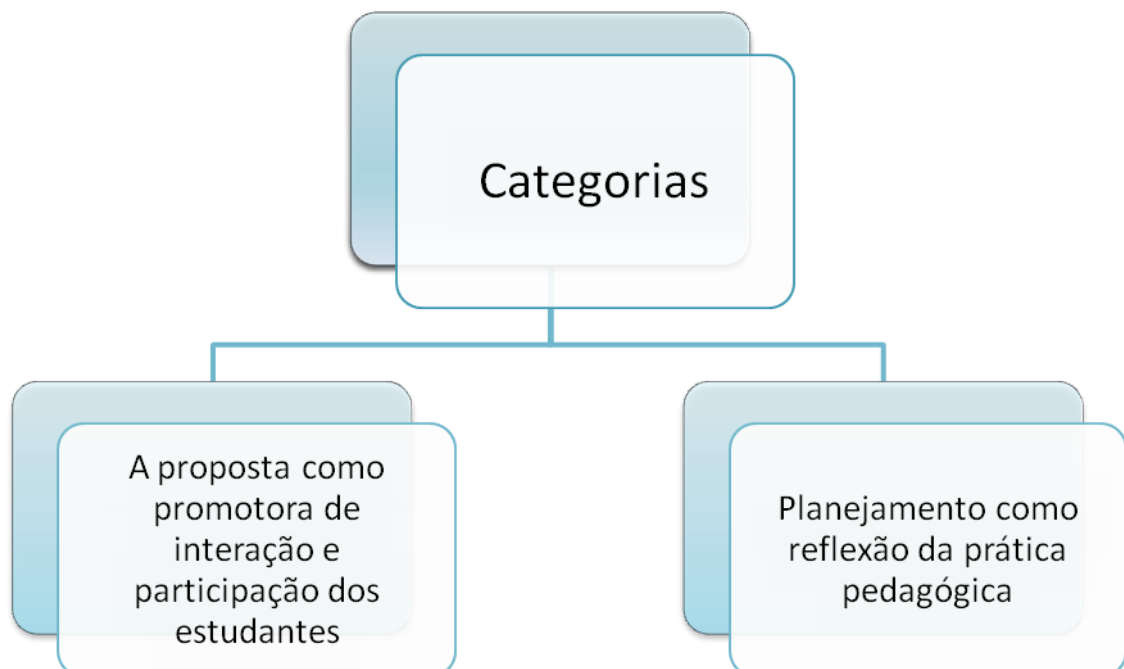 Categorias
A proposta como
promotora de
interação e
participação dos
estudantes
Planejamento como
reflexão da prática
pedagógica